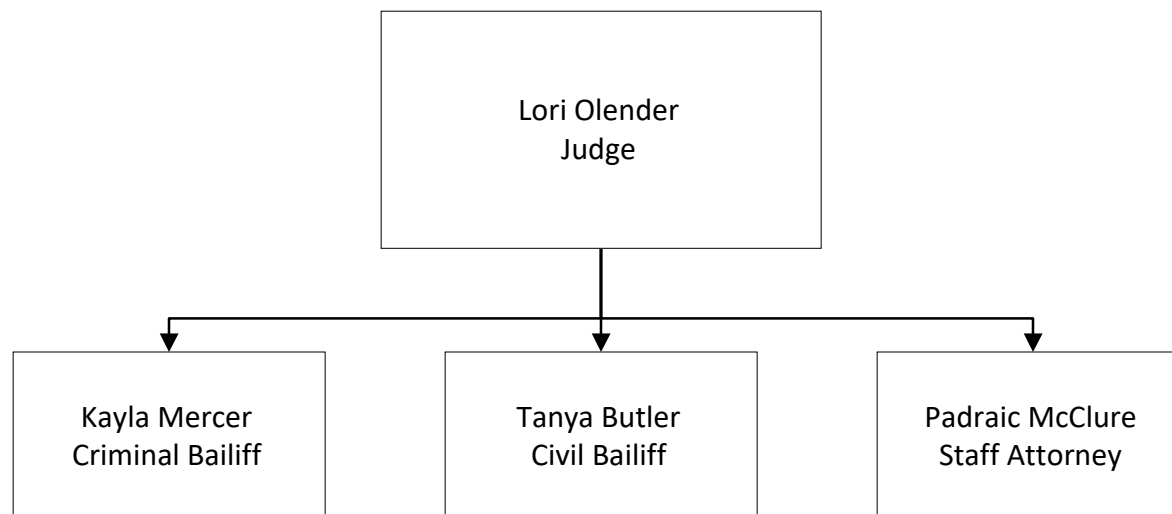 Lori Olender
Judge
Kayla Mercer
Criminal Bailiff
Tanya Butler
Civil Bailiff
Padraic McClure
Staff Attorney